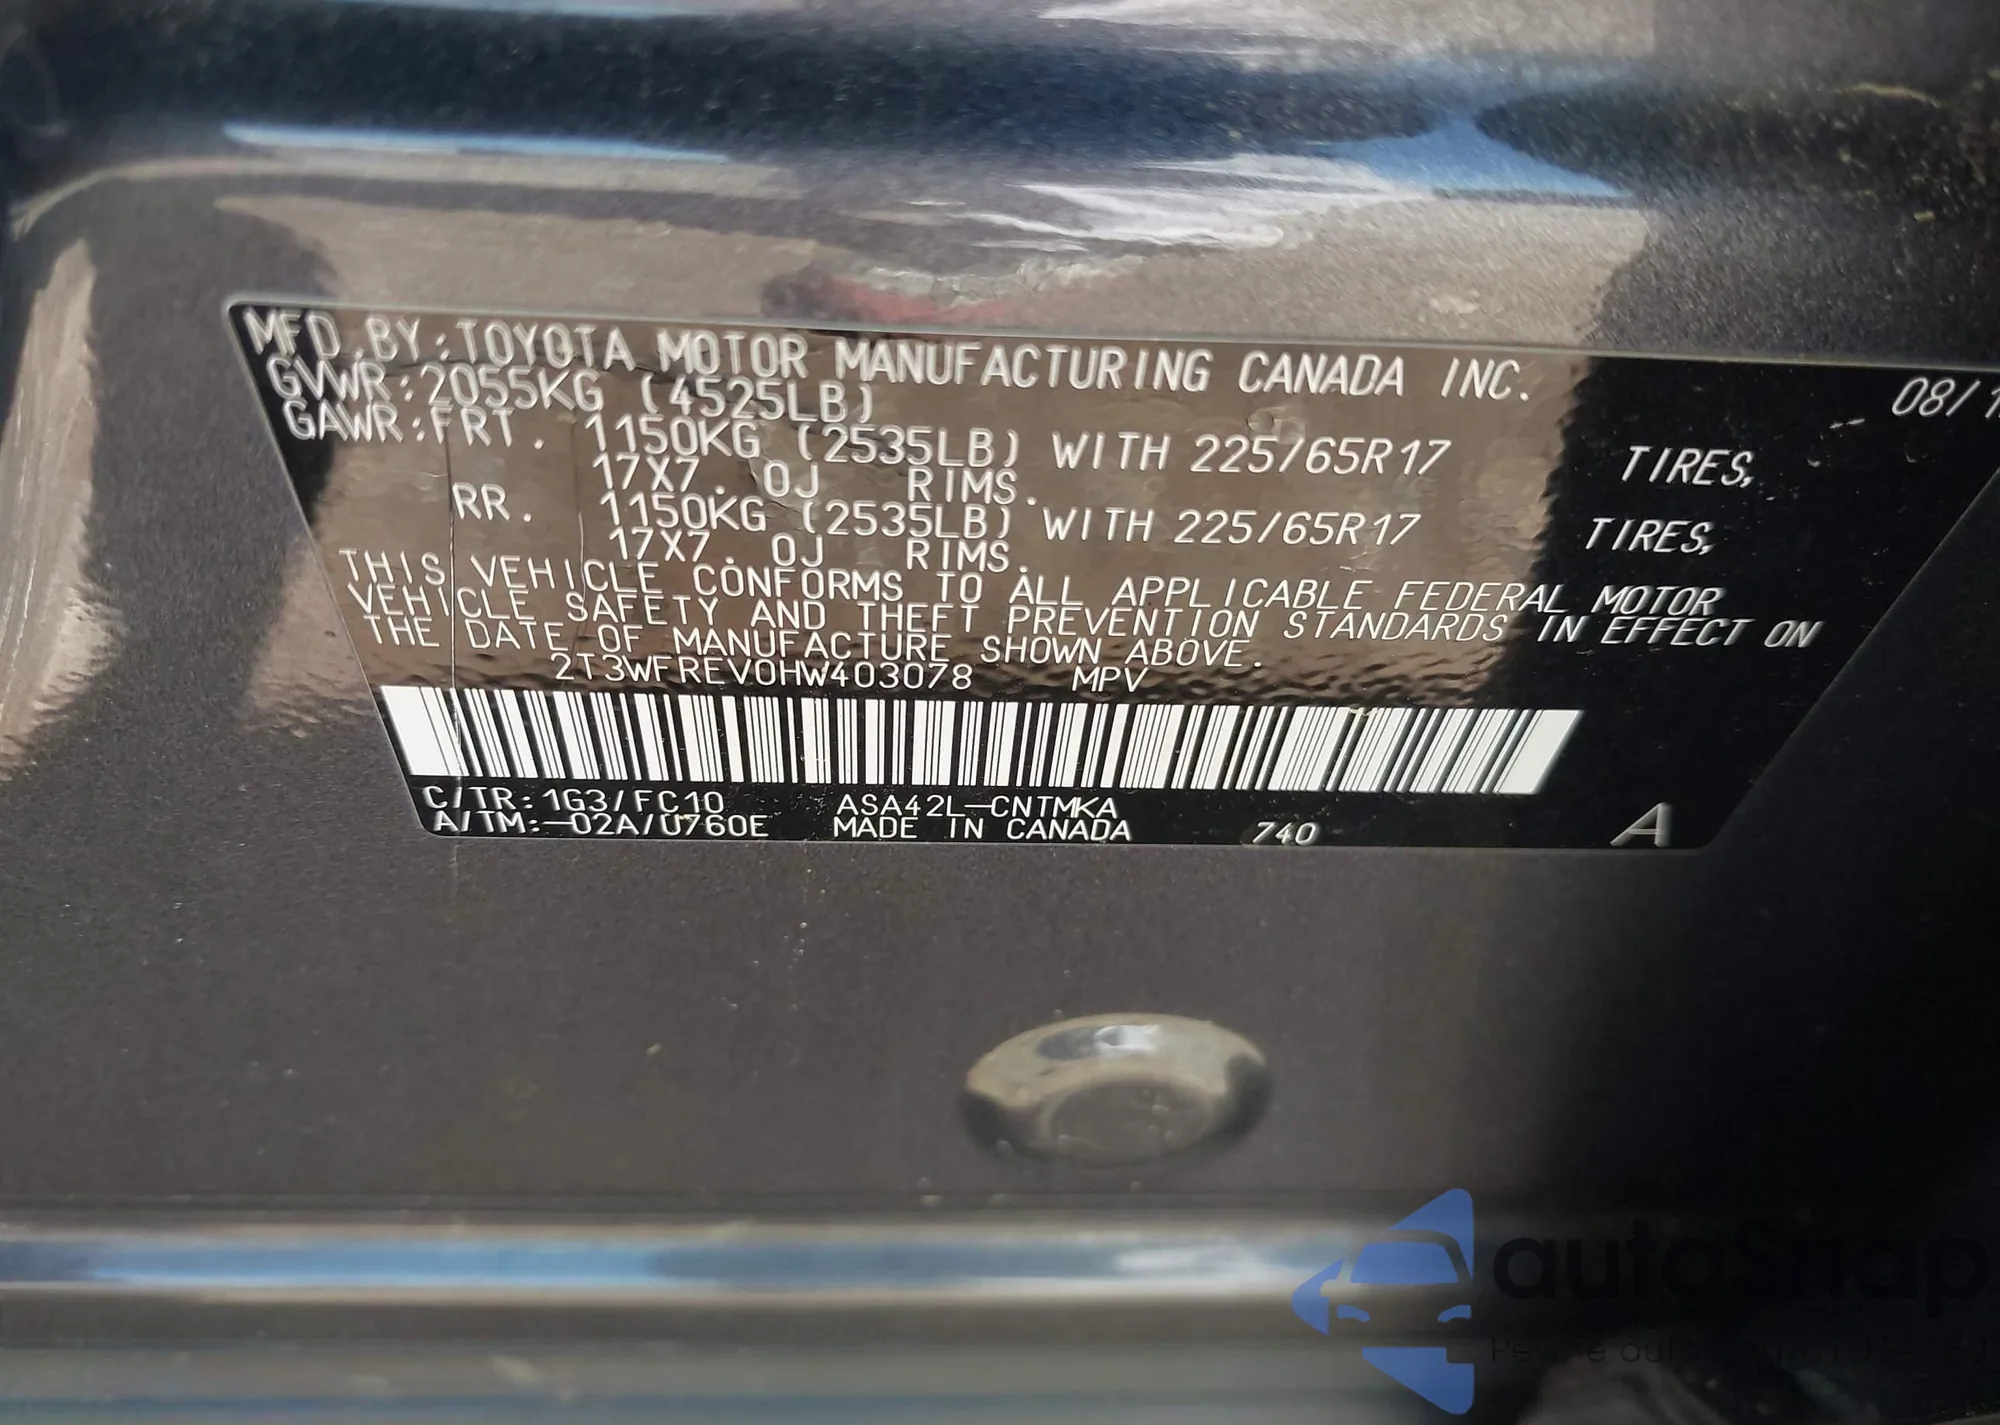 MFD.BY:TOYOTA MOTOR MANUFACTURING CANADA INC. 08/1
GVWR:2055KG (4525LB)
GAWR:FRT. 1150KG (2535LB) WITH 225/65R17 TIRES,
17X7.0J RIMS.
RR. 1150KG (2535LB) WITH 225/65R17 TIRES,
17X7.0J RIMS.
THIS VEHICLE CONFORMS TO ALL APPLICABLE FEDERAL MOTOR
VEHICLE SAFETY AND THEFT PREVENTION STANDARDS IN EFFECT ON
THE DATE OF MANUFACTURE SHOWN ABOVE.
2T3WFREV0HW403078 MPV
C/TR:1G3/FC10 ASA42L-CNTMKA
A/TM:-02A/U760E MADE IN CANADA 740 A
autoSnap